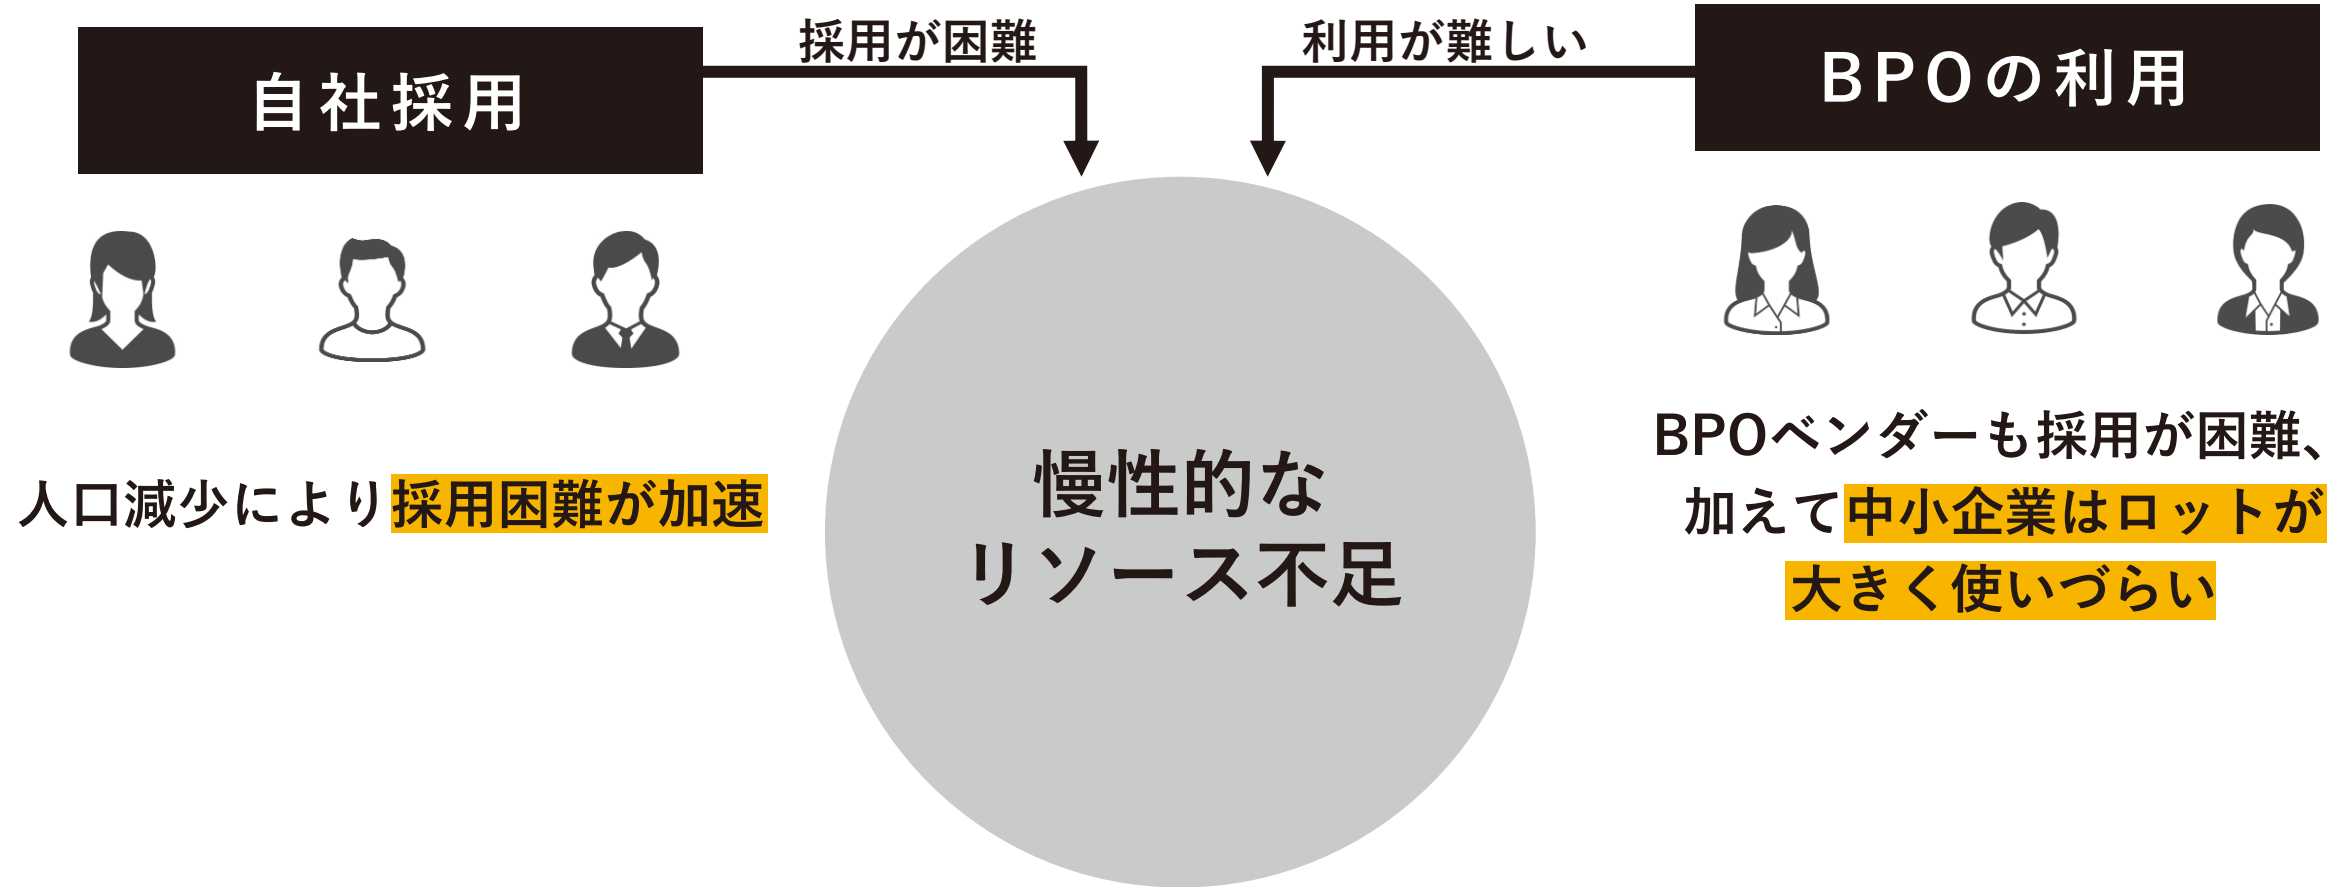 自社採用
採用が困難
利用が難しい
BPOの利用
人口減少により採用困難が加速
慢性的な
リソース不足
BPOベンダーも採用が困難、
加えて中小企業はロットが
大きく使いづらい